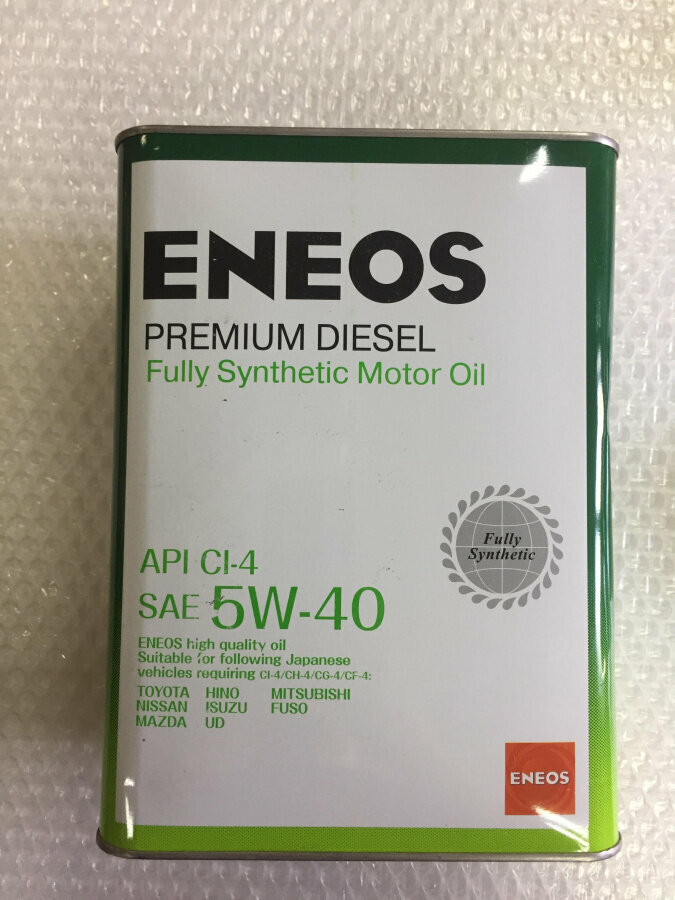 ENEOS
PREMIUM DIESEL
Fully Synthetic Motor Oil
Fully
Synthetic
API CI-4
SAE 5W-40
ENEOS high quality oil
Suitable for following Japanese
vehicles requiring CI-4/CH-4/CG-4/CF-4:
TOYOTA HINO MITSUBISHI
NISSAN ISUZU FUSO
MAZDA UD
ENEOS